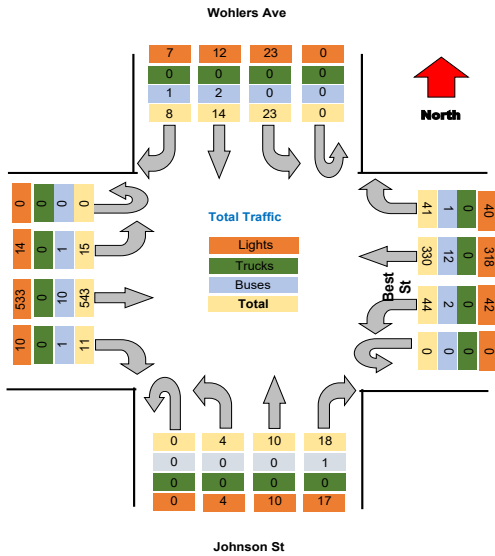 Wohlers Ave
7 12 23 0
0 0 0 0
1 2 0 0
8 14 23 0
North
0 0 0 0
14 0 1 15
533 0 10 543
10 0 1 11
Total Traffic
Lights
Trucks
Buses
Total
41 1 0 40
330 12 0 318
Best St
44 2 0 42
0 0 0 0
0 4 10 18
0 0 0 1
0 0 0 0
0 4 10 17
Johnson St